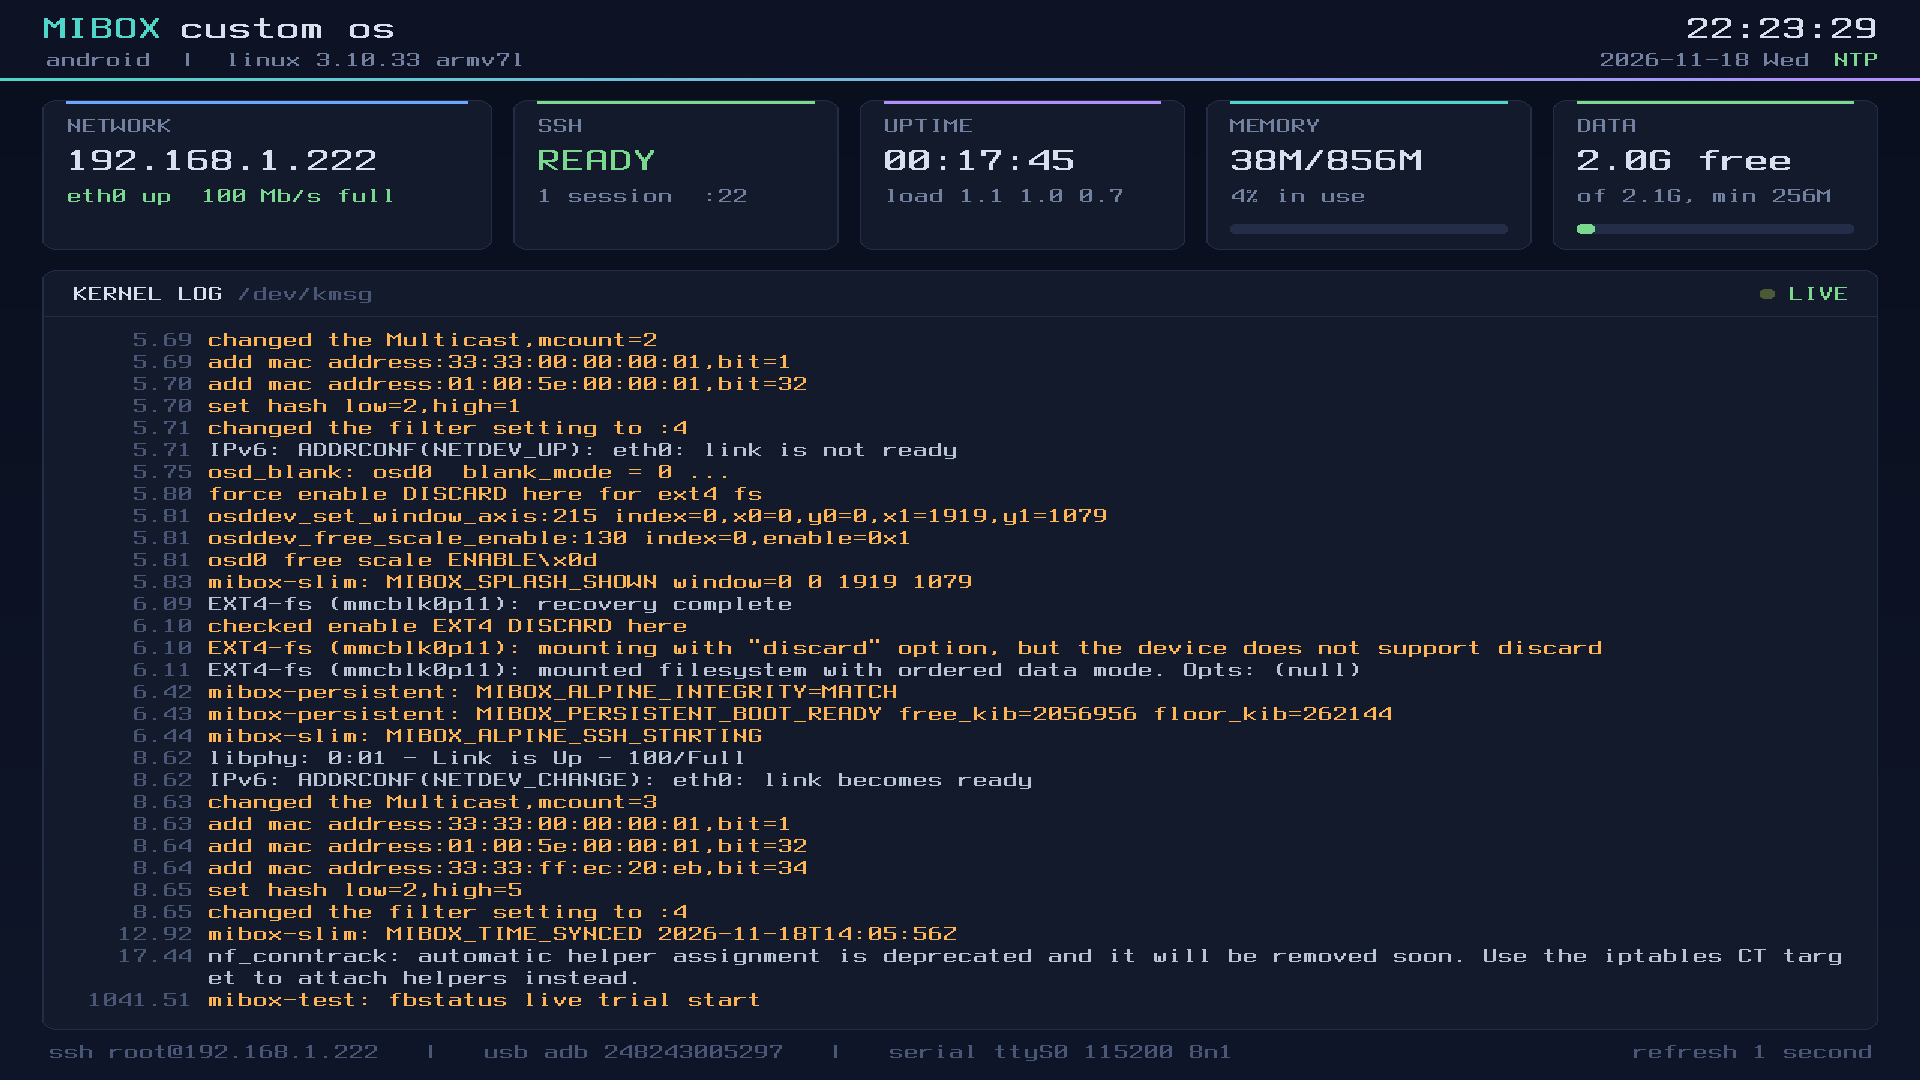 MIBOX custom os
22:23:29
android | linux 3.10.33 armv7l
2026-11-18 Wed NTP
NETWORK
192.168.1.222
eth0 up 100 Mb/s full
SSH
READY
1 session :22
UPTIME
00:17:45
load 1.1 1.0 0.7
MEMORY
38M/856M
4% in use
DATA
2.0G free
of 2.1G, min 256M
KERNEL LOG /dev/kmsg
LIVE
5.69 changed the Multicast,mcount=2
5.69 add mac address:33:33:00:00:00:01,bit=1
5.70 add mac address:01:00:5e:00:00:01,bit=32
5.70 set hash low=2,high=1
5.71 changed the filter setting to :4
5.71 IPv6: ADDRCONF(NETDEV_UP): eth0: link is not ready
5.75 osd_blank: osd0  blank_mode = 0 ...
5.80 force enable DISCARD here for ext4 fs
5.81 osddev_set_window_axis:215 index=0,x0=0,y0=0,x1=1919,y1=1079
5.81 osddev_free_scale_enable:130 index=0,enable=0x1
5.81 osd0 free scale ENABLE\x0d
5.83 mibox-slim: MIBOX_SPLASH_SHOWN window=0 0 1919 1079
6.09 EXT4-fs (mmcblk0p11): recovery complete
6.10 checked enable EXT4 DISCARD here
6.10 EXT4-fs (mmcblk0p11): mounting with "discard" option, but the device does not support discard
6.11 EXT4-fs (mmcblk0p11): mounted filesystem with ordered data mode. Opts: (null)
6.42 mibox-persistent: MIBOX_ALPINE_INTEGRITY=MATCH
6.43 mibox-persistent: MIBOX_PERSISTENT_BOOT_READY free_kib=2056956 floor_kib=262144
6.44 mibox-slim: MIBOX_ALPINE_SSH_STARTING
8.62 libphy: 0:01 - Link is Up - 100/Full
8.62 IPv6: ADDRCONF(NETDEV_CHANGE): eth0: link becomes ready
8.63 changed the Multicast,mcount=3
8.63 add mac address:33:33:00:00:00:01,bit=1
8.64 add mac address:01:00:5e:00:00:01,bit=32
8.64 add mac address:33:33:ff:ec:20:eb,bit=34
8.65 set hash low=2,high=5
8.65 changed the filter setting to :4
12.92 mibox-slim: MIBOX_TIME_SYNCED 2026-11-18T14:05:56Z
17.44 nf_conntrack: automatic helper assignment is deprecated and it will be removed soon. Use the iptables CT targ
et to attach helpers instead.
1041.51 mibox-test: fbstatus live trial start
ssh root@192.168.1.222 | usb adb 248243005297 | serial ttyS0 115200 8n1
refresh 1 second